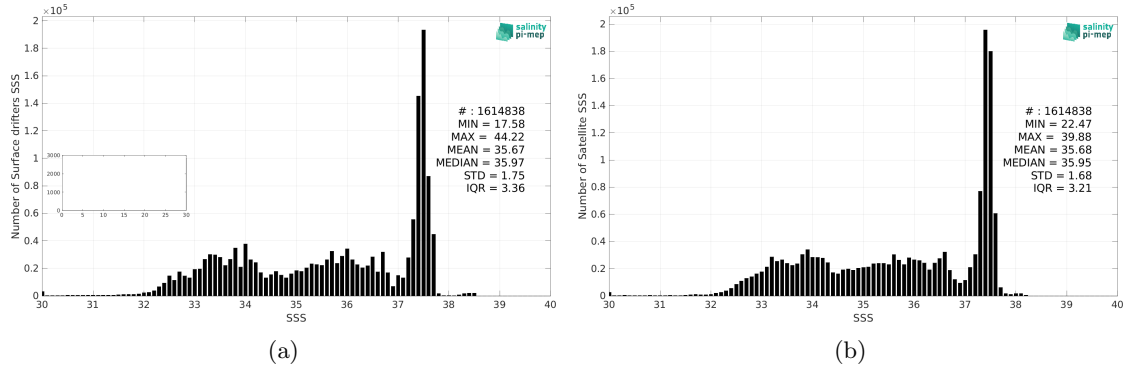 ×10⁵
2
1.8
1.6
1.4
1.2
1
0.8
0.6
0.4
0.2
0
Number of Surface drifters SSS
salinity
pi-mep
# : 1614838
MIN = 17.58
MAX = 44.22
MEAN = 35.67
MEDIAN = 35.97
STD = 1.75
IQR = 3.36
3000
2000
1000
0
0 5 10 15 20 25 30
30 31 32 33 34 35 36 37 38 39 40
SSS
(a)
×10⁵
2
1.8
1.6
1.4
1.2
1
0.8
0.6
0.4
0.2
0
Number of Satellite SSS
salinity
pi-mep
# : 1614838
MIN = 22.47
MAX = 39.88
MEAN = 35.68
MEDIAN = 35.95
STD = 1.68
IQR = 3.21
30 31 32 33 34 35 36 37 38 39 40
SSS
(b)